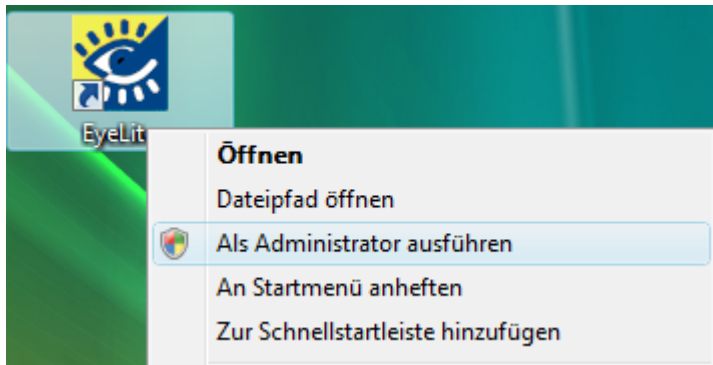 EyeLit
Öffnen
Dateipfad öffnen
Als Administrator ausführen
An Startmenü anheften
Zur Schnellstartleiste hinzufügen